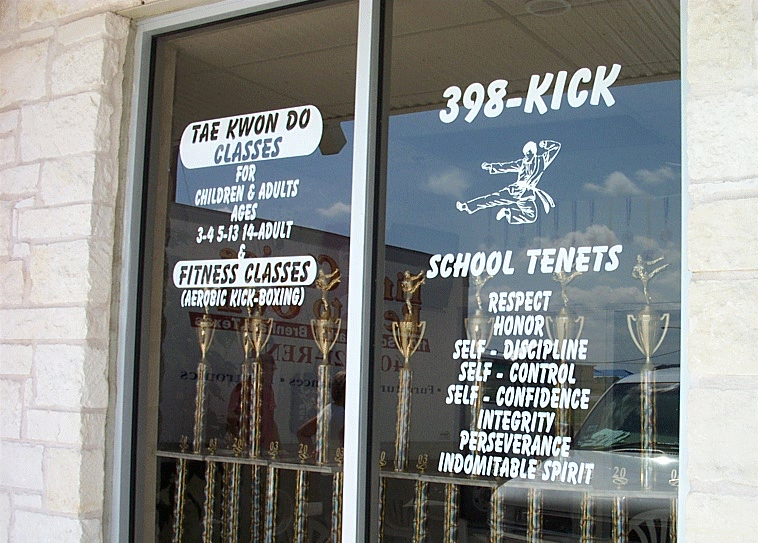 TAE KWON DO
CLASSES
FOR
CHILDREN & ADULTS
AGES
3-4 5-13 14-ADULT
&
FITNESS CLASSES
(AEROBIC KICK-BOXING)
398-KICK
SCHOOL TENETS
RESPECT
HONOR
SELF - DISCIPLINE
SELF - CONTROL
SELF - CONFIDENCE
INTEGRITY
PERSEVERANCE
INDOMITABLE SPIRIT